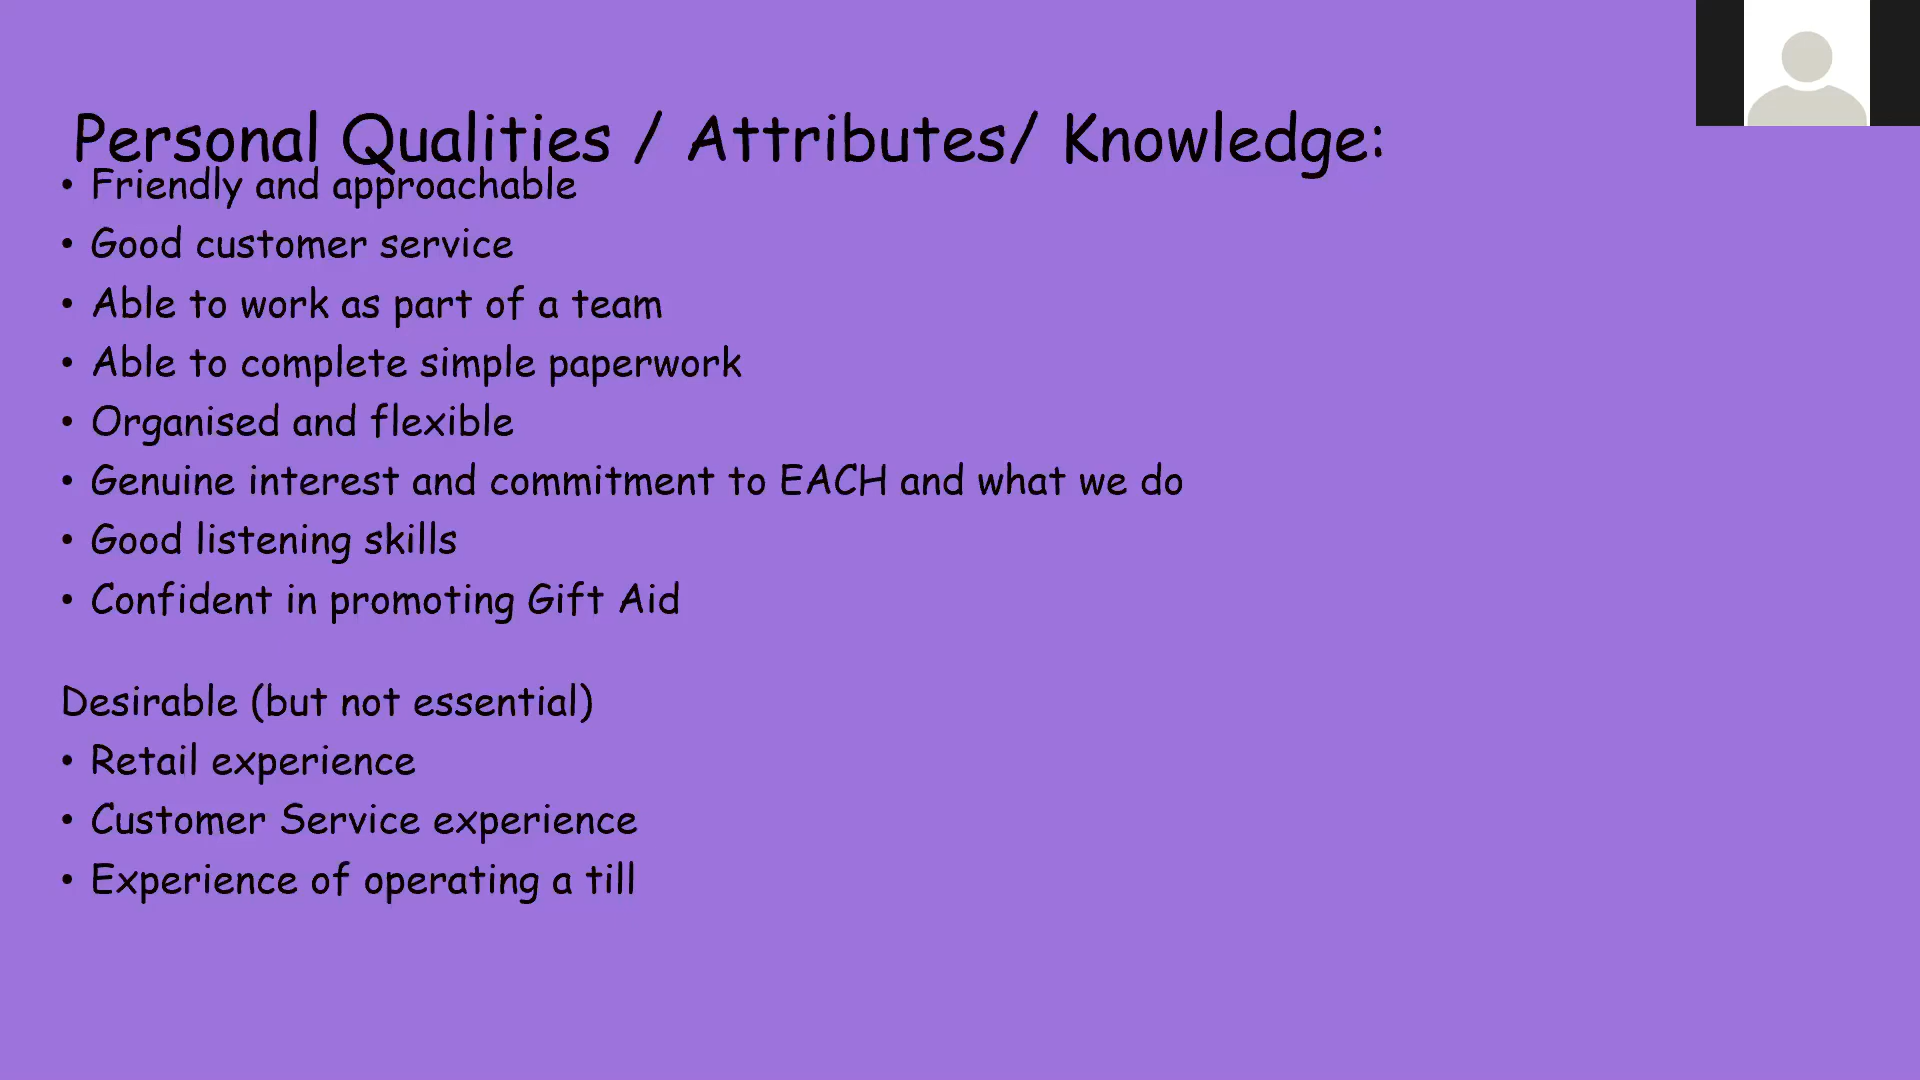 Personal Qualities / Attributes/ Knowledge:
• Friendly and approachable
• Good customer service
• Able to work as part of a team
• Able to complete simple paperwork
• Organised and flexible
• Genuine interest and commitment to EACH and what we do
• Good listening skills
• Confident in promoting Gift Aid
Desirable (but not essential)
• Retail experience
• Customer Service experience
• Experience of operating a till